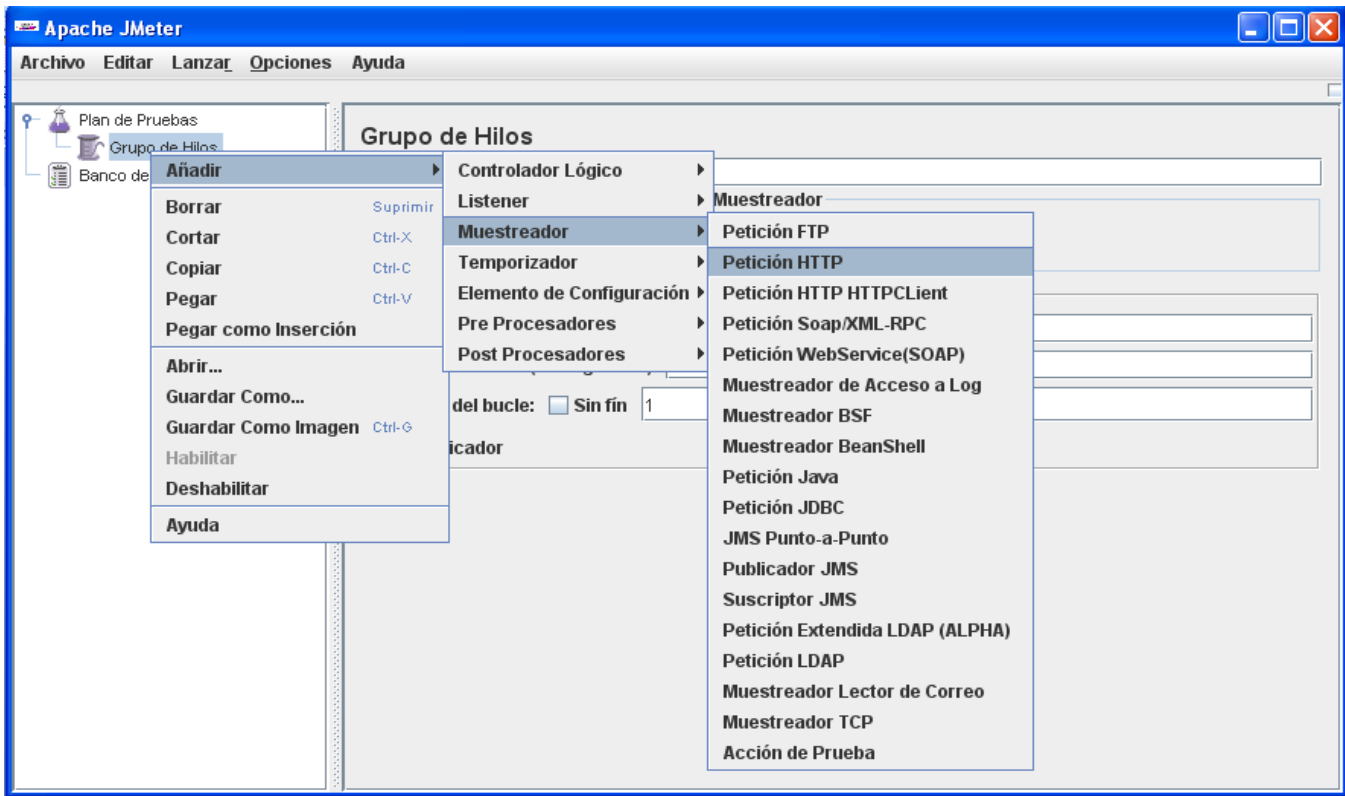 Apache JMeter
Archivo Editar Lanzar Opciones Ayuda
Plan de Pruebas
Grupo de Hilos
Banco de
Grupo de Hilos
Muestreador
del bucle: Sin fín 1
icador
Añadir
Borrar Suprimir
Cortar Ctrl-X
Copiar Ctrl-C
Pegar Ctrl-V
Pegar como Inserción
Abrir...
Guardar Como...
Guardar Como Imagen Ctrl-G
Habilitar
Deshabilitar
Ayuda
Controlador Lógico
Listener
Muestreador
Temporizador
Elemento de Configuración
Pre Procesadores
Post Procesadores
Petición FTP
Petición HTTP
Petición HTTP HTTPCLient
Petición Soap/XML-RPC
Petición WebService(SOAP)
Muestreador de Acceso a Log
Muestreador BSF
Muestreador BeanShell
Petición Java
Petición JDBC
JMS Punto-a-Punto
Publicador JMS
Suscriptor JMS
Petición Extendida LDAP (ALPHA)
Petición LDAP
Muestreador Lector de Correo
Muestreador TCP
Acción de Prueba